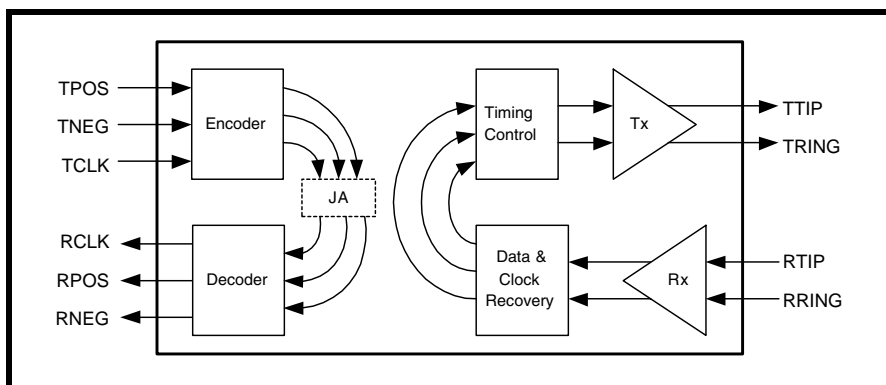 TPOS
TNEG
TCLK
Encoder
JA
RCLK
RPOS
RNEG
Decoder
Timing
Control
Tx
TTIP
TRING
Data &
Clock
Recovery
Rx
RTIP
RRING